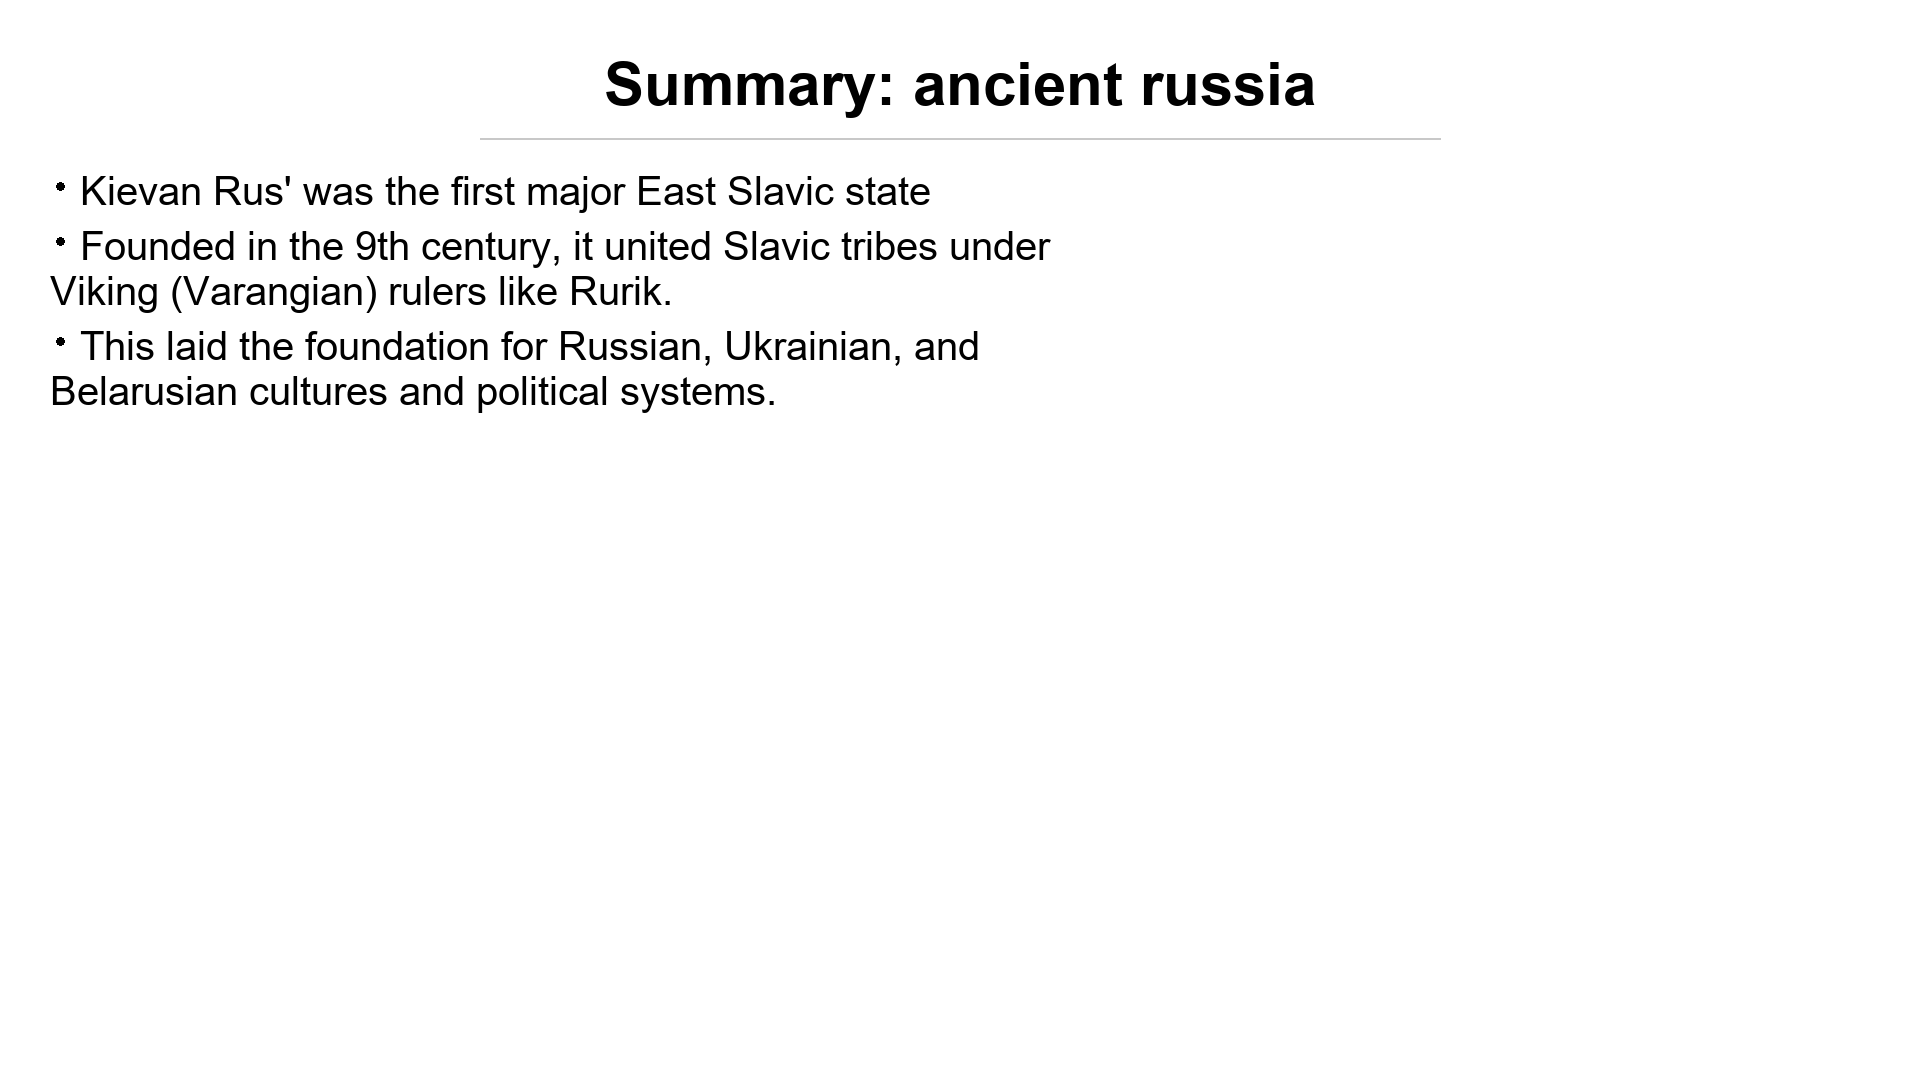 Summary: ancient russia
• Kievan Rus' was the first major East Slavic state
• Founded in the 9th century, it united Slavic tribes under
Viking (Varangian) rulers like Rurik.
• This laid the foundation for Russian, Ukrainian, and
Belarusian cultures and political systems.